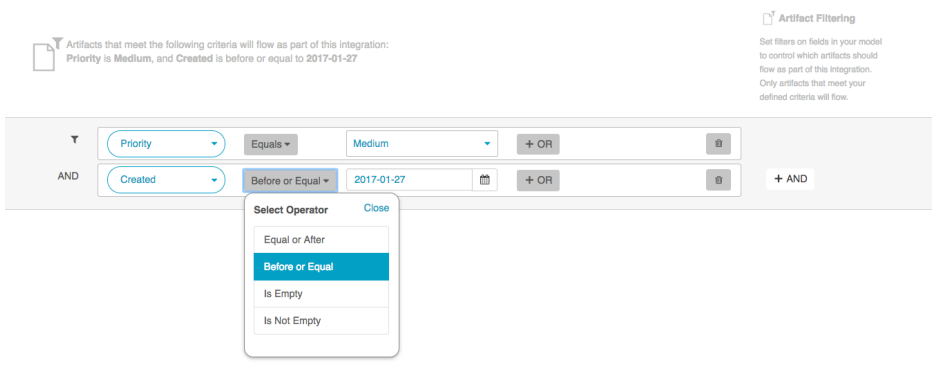 Artifacts that meet the following criteria will flow as part of this integration:
Priority is Medium, and Created is before or equal to 2017-01-27
Artifact Filtering
Set filters on fields in your model
to control which artifacts should
flow as part of this integration.
Only artifacts that meet your
defined criteria will flow.
Priority Equals Medium + OR
AND Created Before or Equal 2017-01-27 + OR + AND
Select Operator Close
Equal or After
Before or Equal
Is Empty
Is Not Empty